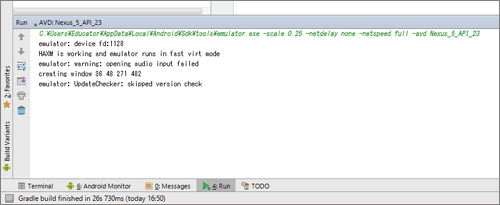 Run
AVD: Nexus_5_API_23
C:\Users\Educator\AppData\Local\Android\Sdk\tools\emulator.exe -scale 0.25 -netdelay none -netspeed full -avd Nexus_5_API_23
emulator: device fd:1128
HAXM is working and emulator runs in fast virt mode
emulator: warning: opening audio input failed
creating window 36 48 271 482
emulator: UpdateChecker: skipped version check
2: Favorites
Build Variants
Terminal
6: Android Monitor
0: Messages
4: Run
TODO
Gradle build finished in 26s 730ms (today 16:50)